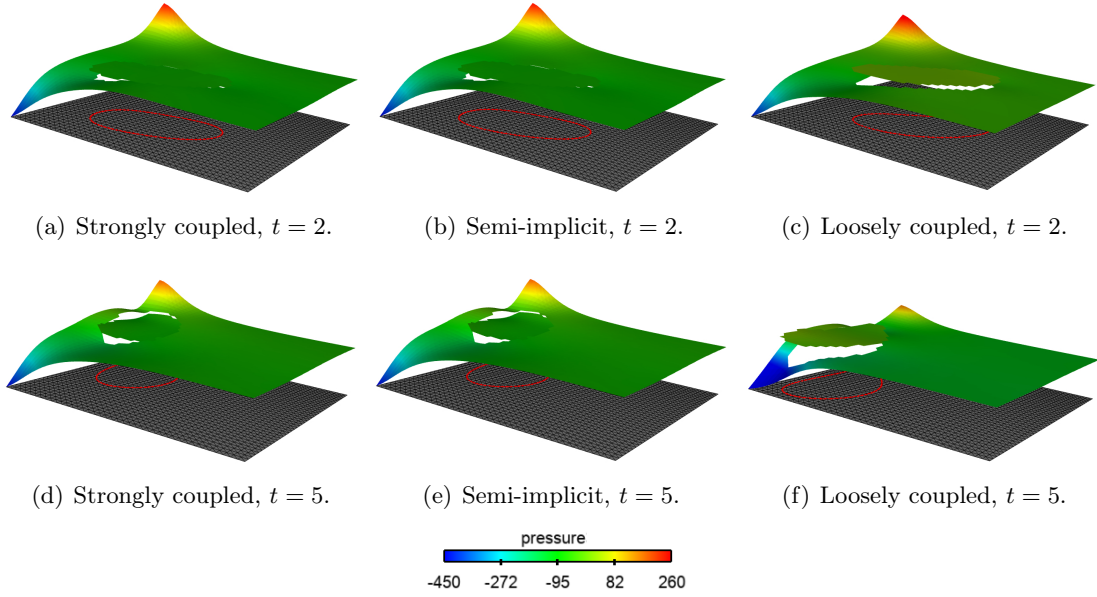 (a) Strongly coupled, t = 2.
(b) Semi-implicit, t = 2.
(c) Loosely coupled, t = 2.
(d) Strongly coupled, t = 5.
(e) Semi-implicit, t = 5.
(f) Loosely coupled, t = 5.
pressure
-450 -272 -95 82 260